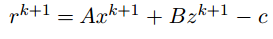 r^{k+1} = Ax^{k+1} + Bz^{k+1} − c